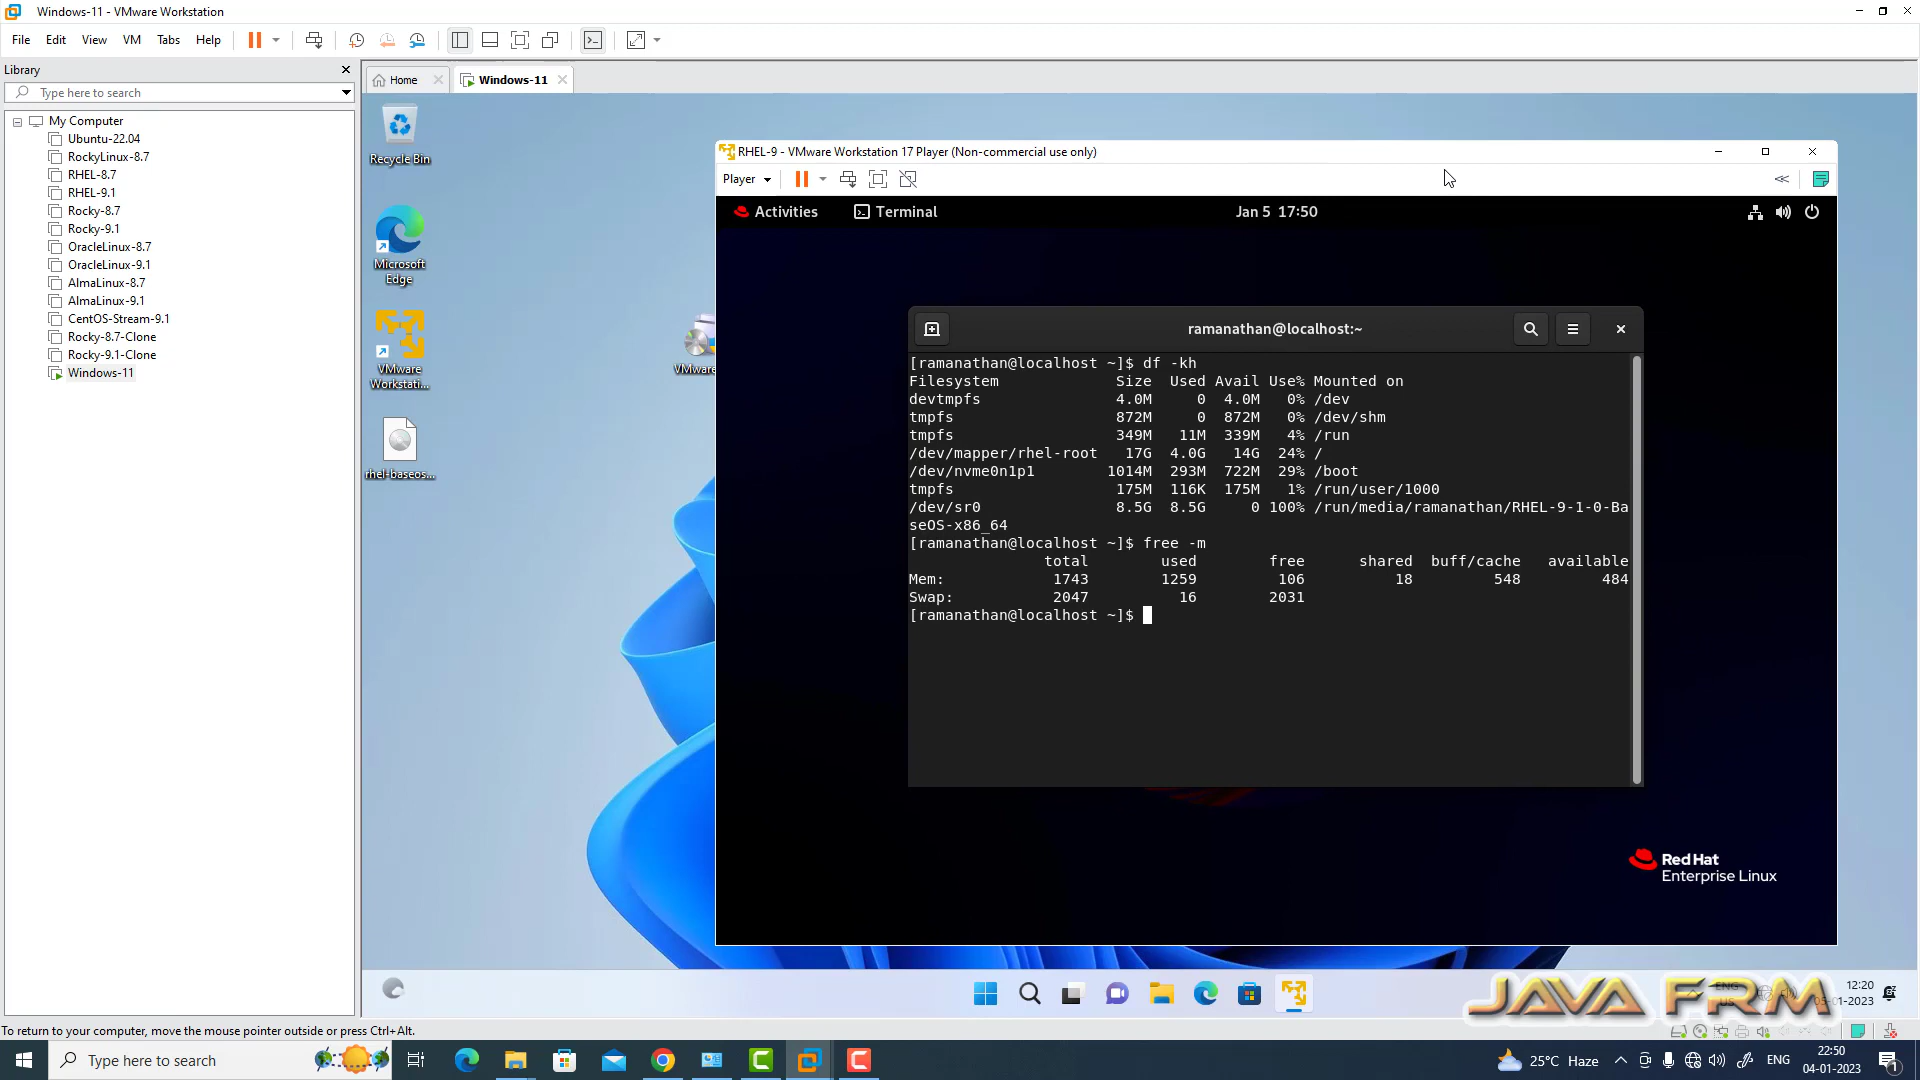 Windows-11 - VMware Workstation
File Edit View VM Tabs Help
Library
Type here to search
My Computer
Ubuntu-22.04
RockyLinux-8.7
RHEL-8.7
RHEL-9.1
Rocky-8.7
Rocky-9.1
OracleLinux-8.7
OracleLinux-9.1
AlmaLinux-8.7
AlmaLinux-9.1
CentOS-Stream-9.1
Rocky-8.7-Clone
Rocky-9.1-Clone
Windows-11
Home
Windows-11
Recycle Bin
Microsoft
Edge
VMware
Workstati...
rhel-baseos...
VMware
RHEL-9 - VMware Workstation 17 Player (Non-commercial use only)
Player
Activities Terminal Jan 5 17:50
ramanathan@localhost:~
[ramanathan@localhost ~]$ df -kh
Filesystem Size Used Avail Use% Mounted on
devtmpfs 4.0M 0 4.0M 0% /dev
tmpfs 872M 0 872M 0% /dev/shm
tmpfs 349M 11M 339M 4% /run
/dev/mapper/rhel-root 17G 4.0G 14G 24% /
/dev/nvme0n1p1 1014M 293M 722M 29% /boot
tmpfs 175M 116K 175M 1% /run/user/1000
/dev/sr0 8.5G 8.5G 0 100% /run/media/ramanathan/RHEL-9-1-0-Ba
seOS-x86_64
[ramanathan@localhost ~]$ free -m
total used free shared buff/cache available
Mem: 1743 1259 106 18 548 484
Swap: 2047 16 2031
[ramanathan@localhost ~]$
Red Hat
Enterprise Linux
JAVA FRM
ENG
US
12:20
05-01-2023
To return to your computer, move the mouse pointer outside or press Ctrl+Alt.
Type here to search
25°C Haze
ENG
22:50
04-01-2023
1